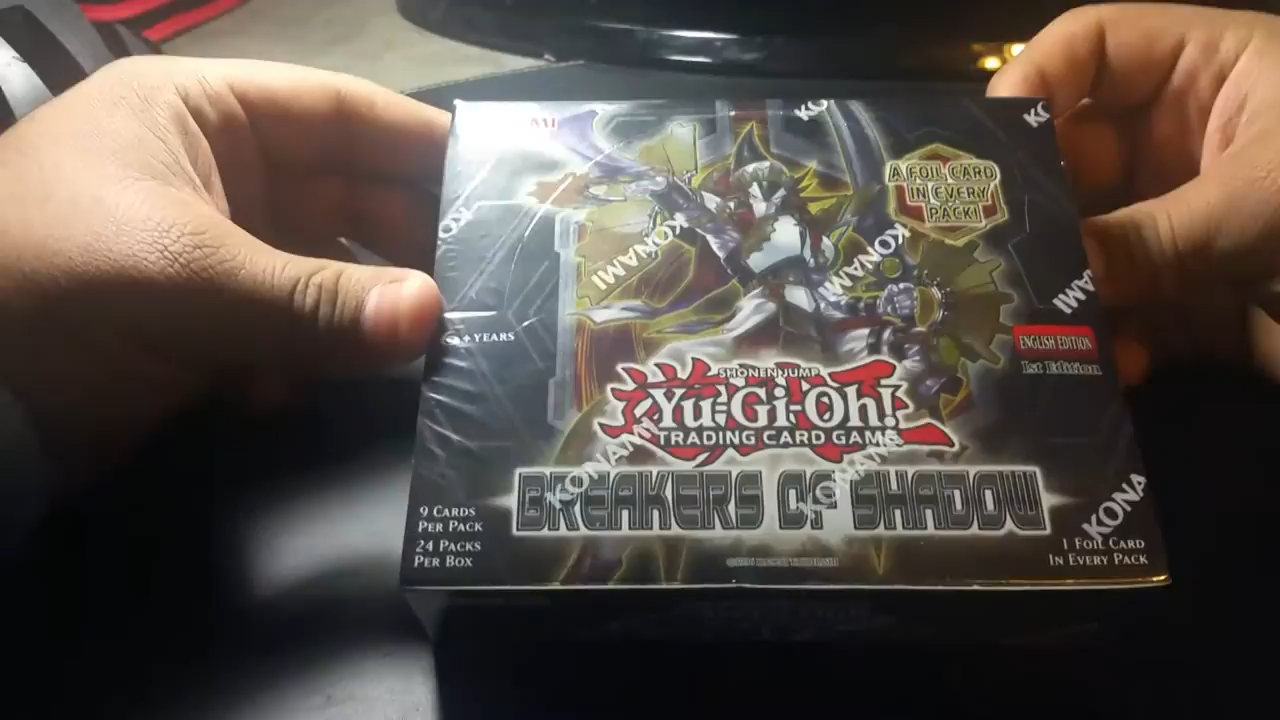 A FOIL CARD
IN EVERY
PACK!
KONAMI
KONAMI
KONAMI
+ YEARS
ENGLISH EDITION
1st Edition
SHONEN JUMP
Yu-Gi-Oh!
TRADING CARD GAME
KONAMI
KONAMI
BREAKERS OF SHADOW
KONA
9 CARDS
PER PACK
24 PACKS
PER BOX
1 FOIL CARD
IN EVERY PACK